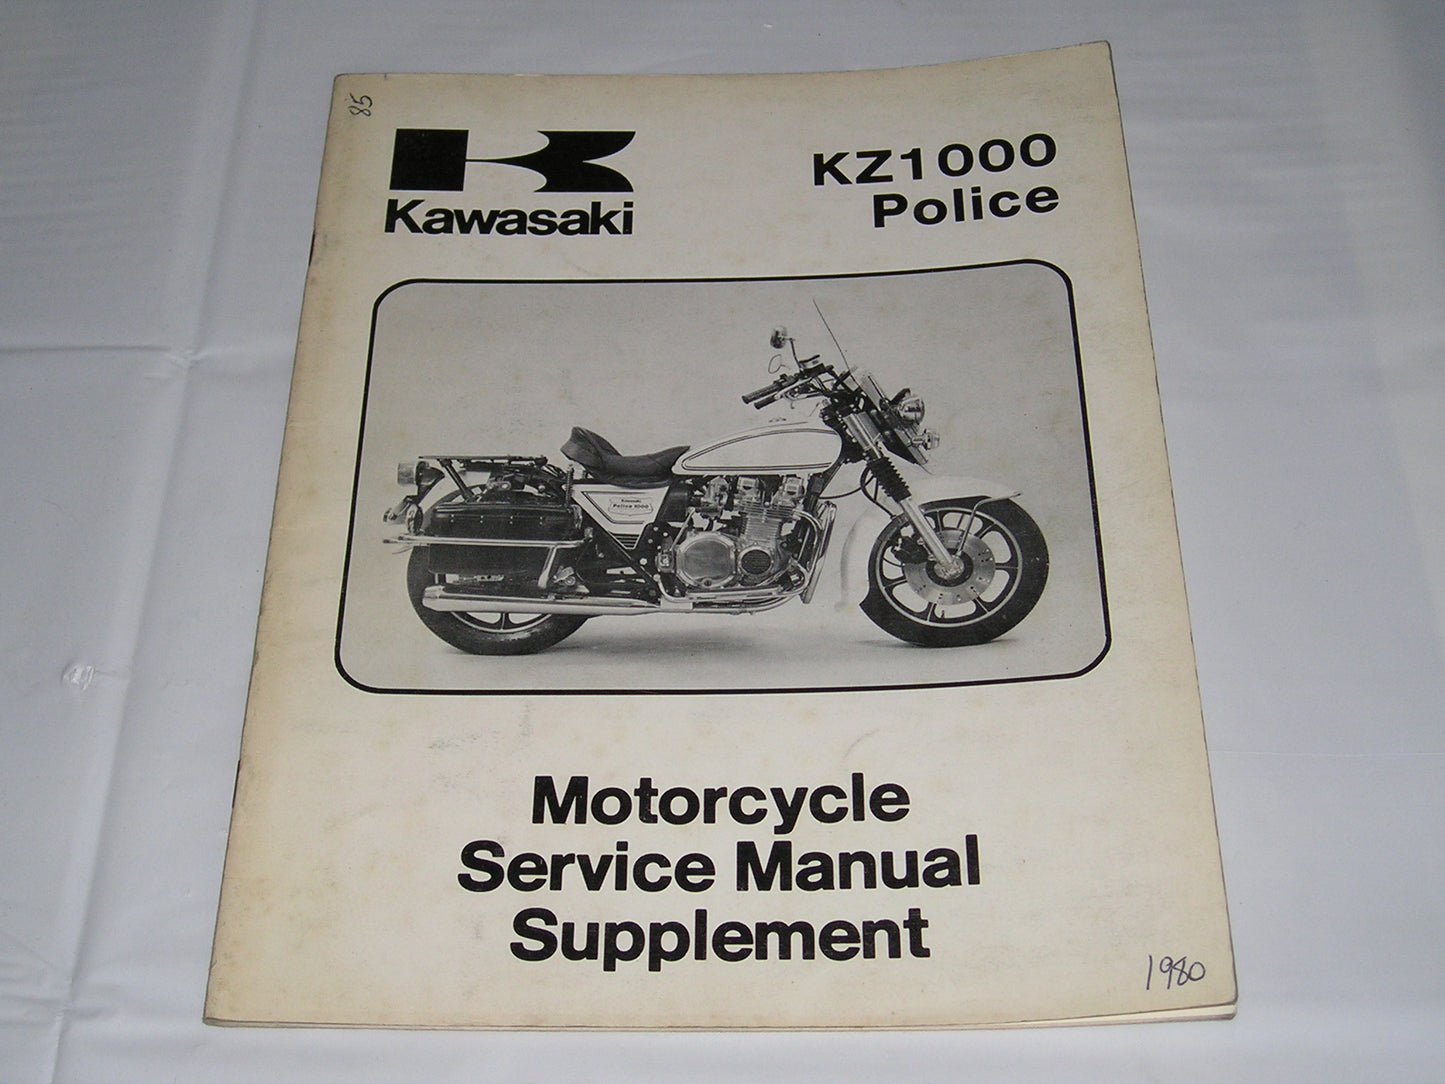 85
Kawasaki
KZ1000
Police
Kawasaki
Police 1000
Motorcycle
Service Manual
Supplement
1980